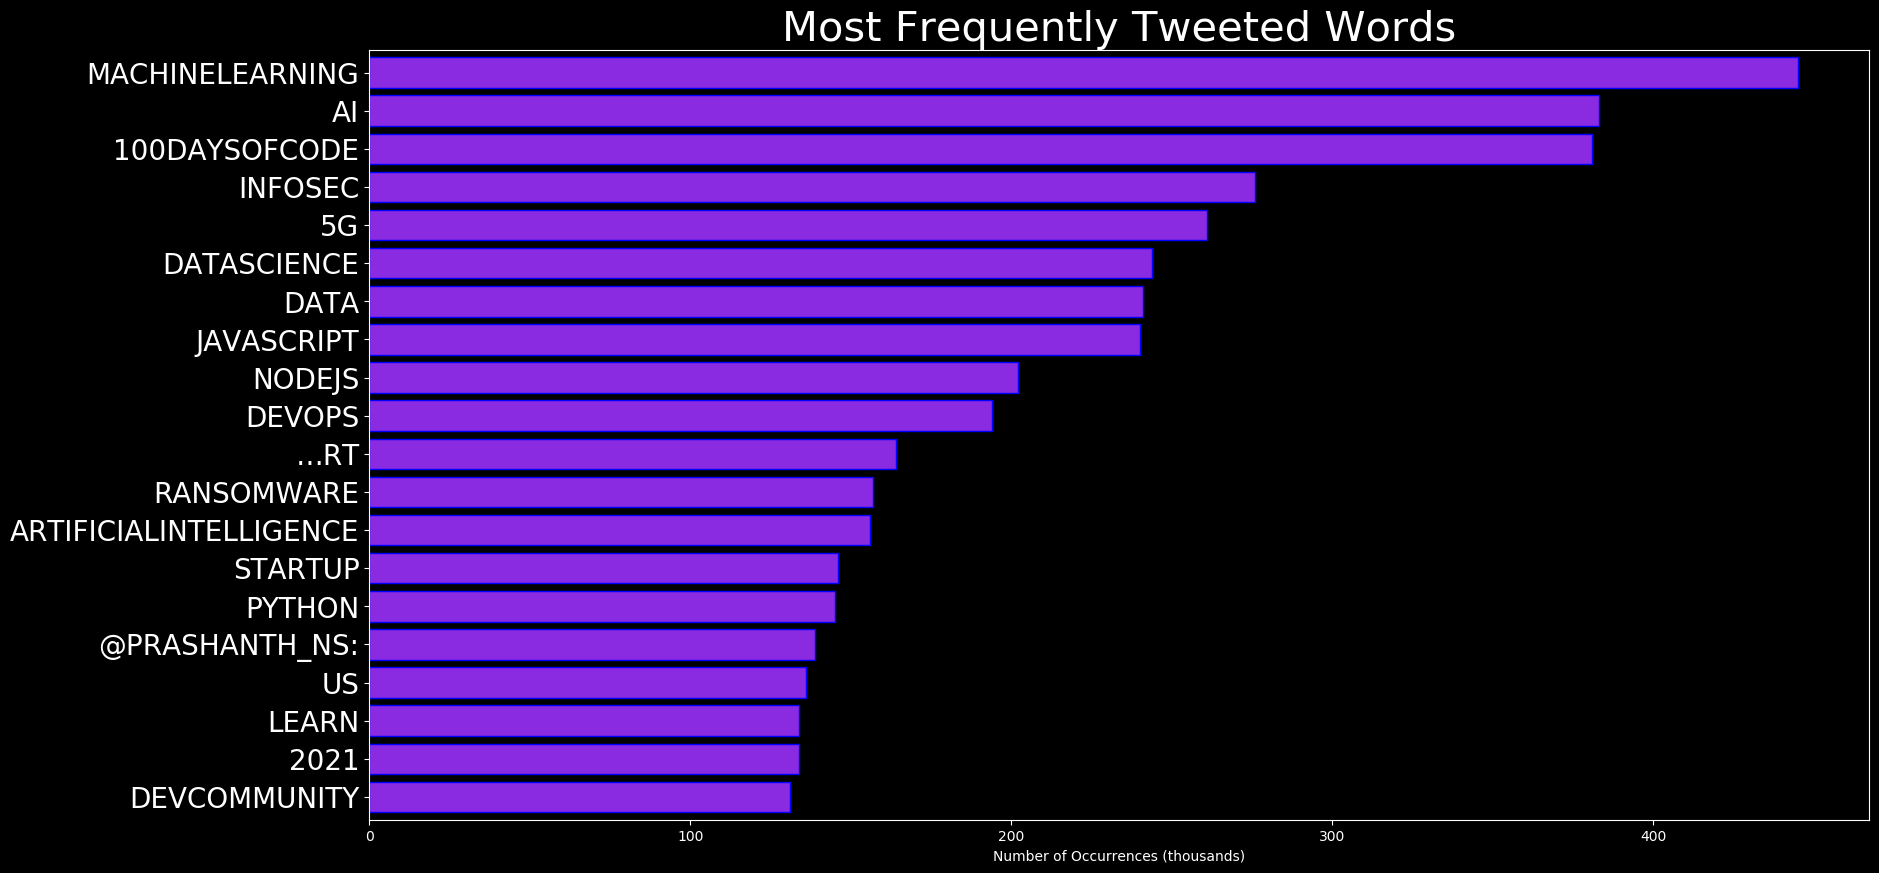 Most Frequently Tweeted Words
MACHINELEARNING
AI
100DAYSOFCODE
INFOSEC
5G
DATASCIENCE
DATA
JAVASCRIPT
NODEJS
DEVOPS
…RT
RANSOMWARE
ARTIFICIALINTELLIGENCE
STARTUP
PYTHON
@PRASHANTH_NS:
US
LEARN
2021
DEVCOMMUNITY
0 100 200 300 400
Number of Occurrences (thousands)